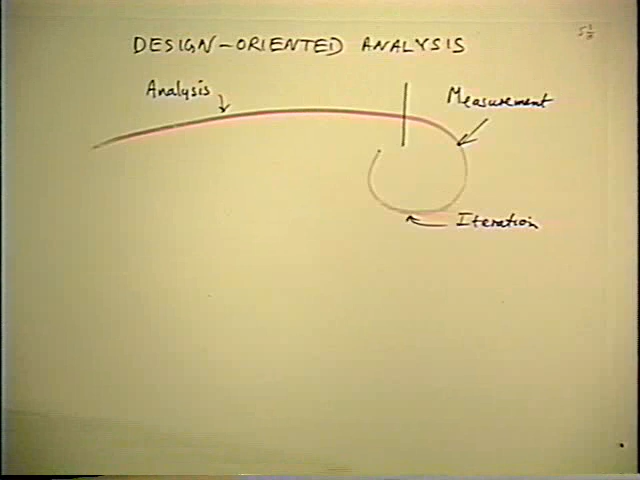 DESIGN-ORIENTED ANALYSIS
Analysis
Measurement
Iteration